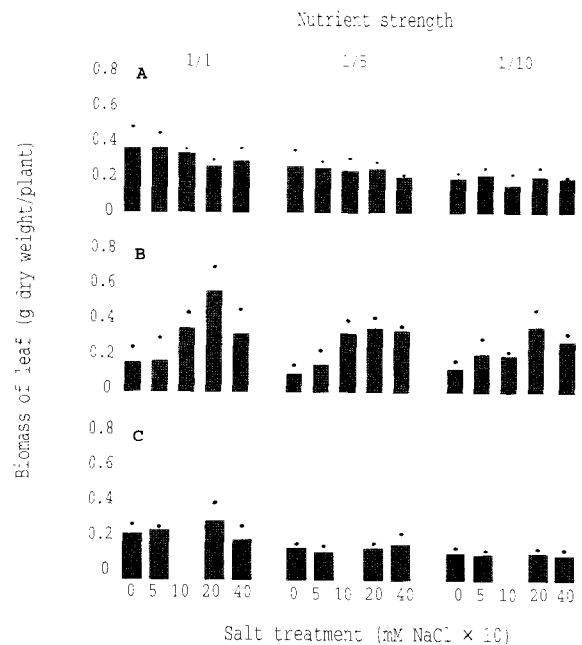 Nutrient strength
1/1 1/5 1/10
0.8 A
0.6
0.4
0.2
0
0.8 B
0.6
0.4
0.2
0
0.8 C
0.6
0.4
0.2
0
0 5 10 20 40 0 5 10 20 40 0 5 10 20 40
Salt treatment (mM NaCl × 10)
Biomass of leaf (g dry weight/plant)